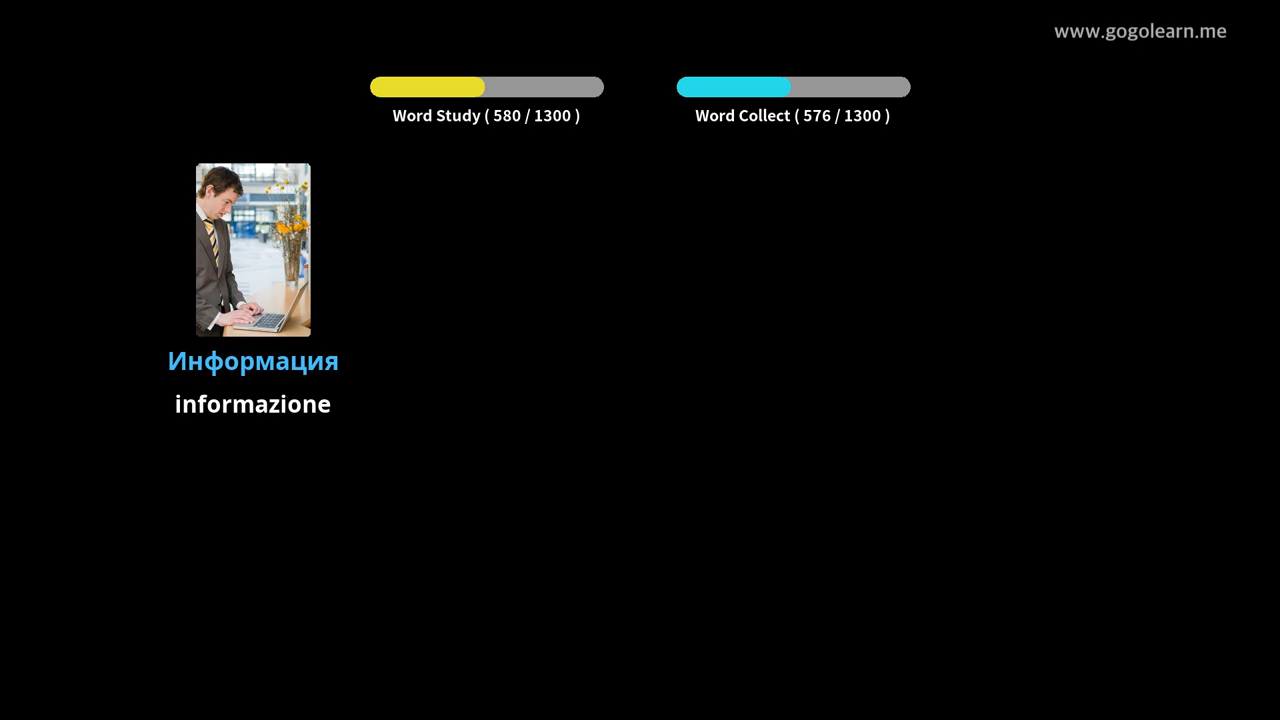 www.gogolearn.me
Word Study ( 580 / 1300 )
Word Collect ( 576 / 1300 )
Информация
informazione